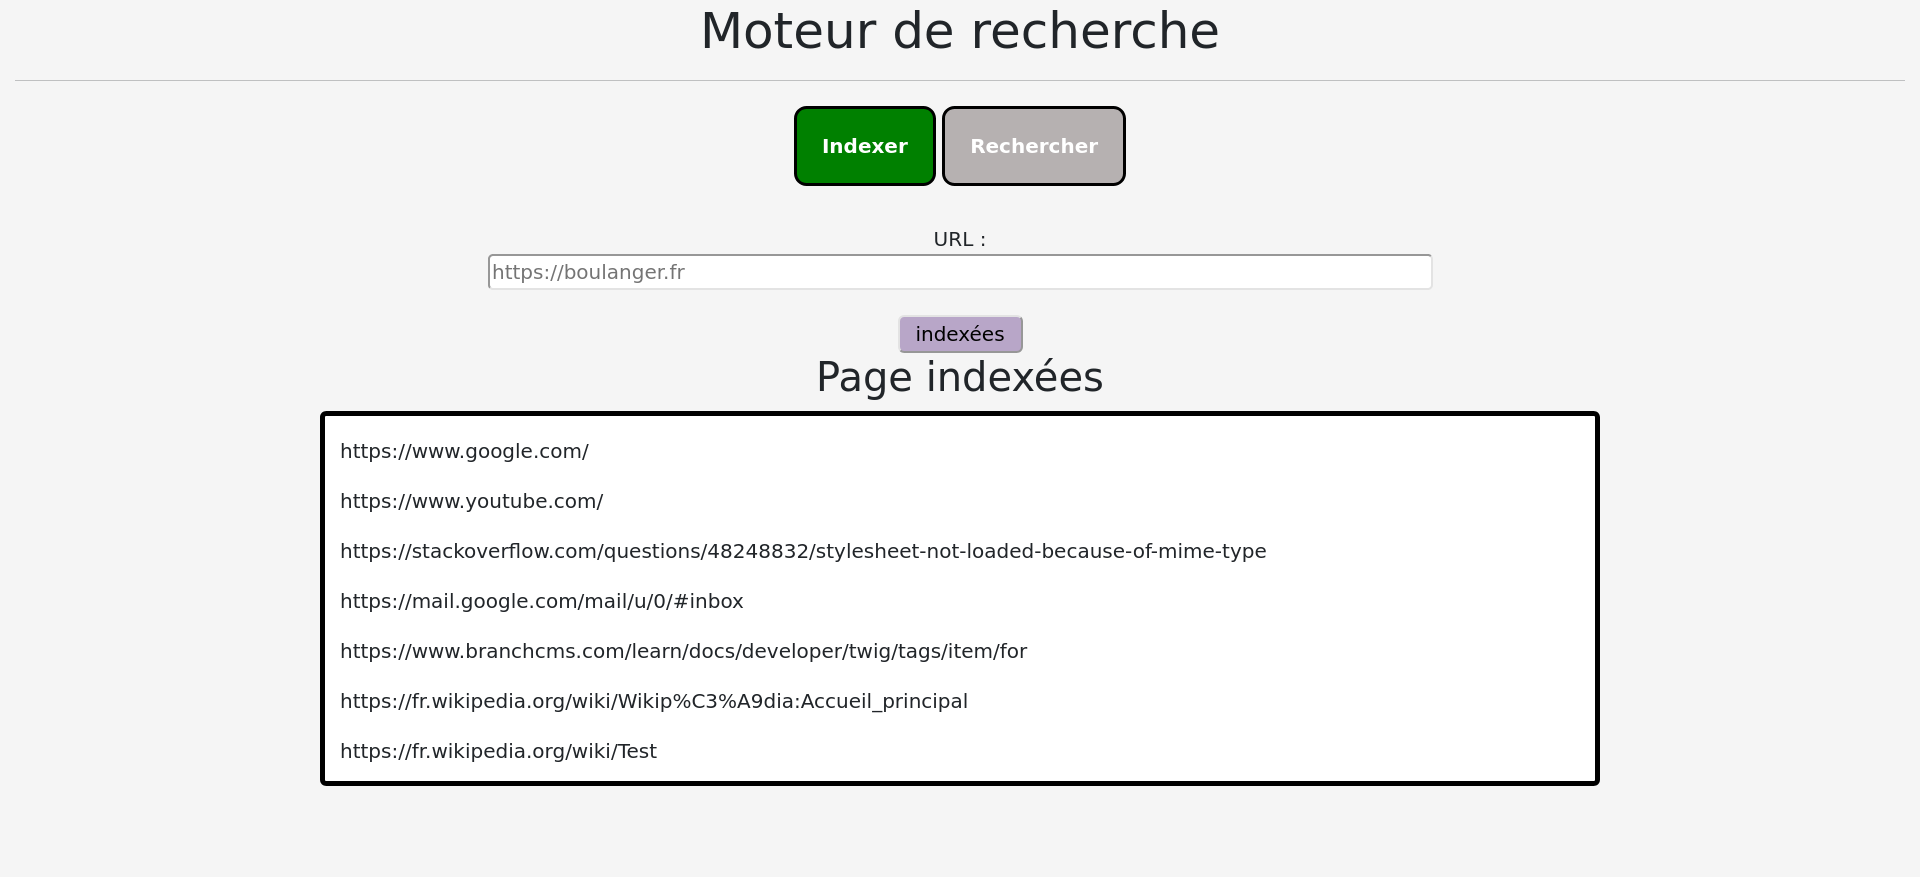 Moteur de recherche
Indexer Rechercher
URL :
https://boulanger.fr
indexées
Page indexées
https://www.google.com/
https://www.youtube.com/
https://stackoverflow.com/questions/48248832/stylesheet-not-loaded-because-of-mime-type
https://mail.google.com/mail/u/0/#inbox
https://www.branchcms.com/learn/docs/developer/twig/tags/item/for
https://fr.wikipedia.org/wiki/Wikip%C3%A9dia:Accueil_principal
https://fr.wikipedia.org/wiki/Test